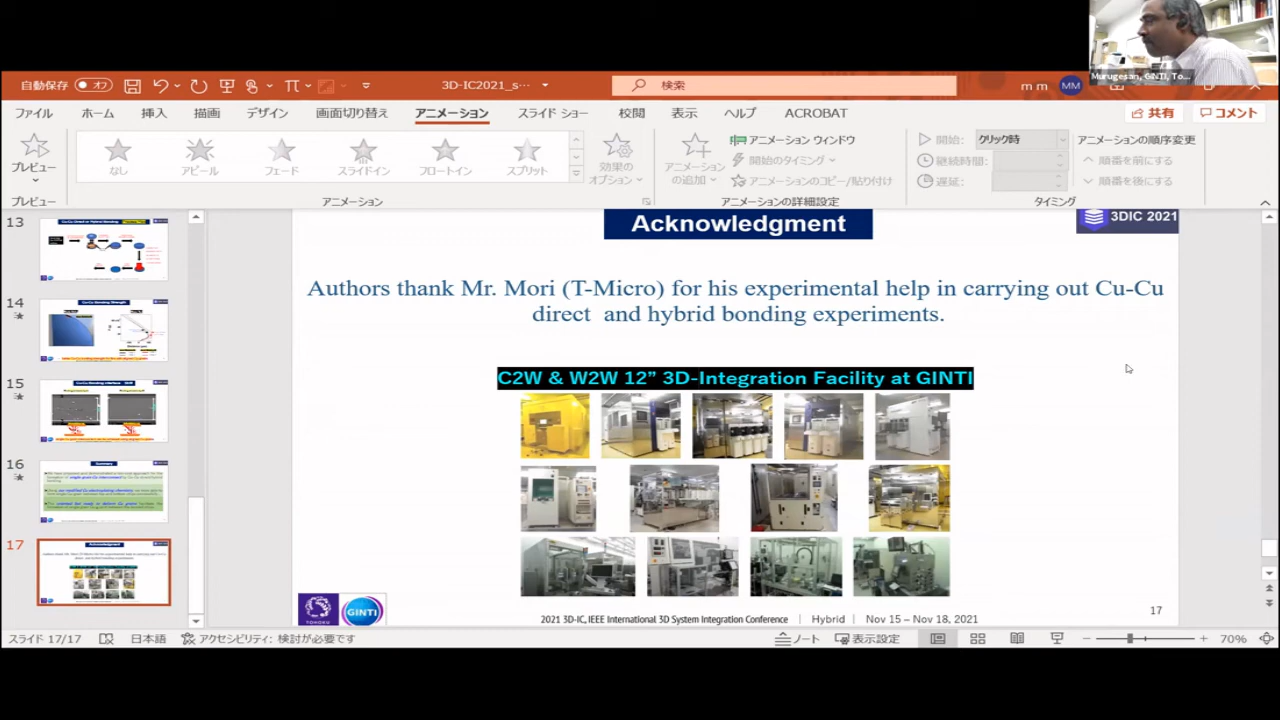 Murugesan, GINTI, To...
自動保存 オフ
3D-IC2021_s…
検索
m m MM
ファイル ホーム 挿入 描画 デザイン 画面切り替え アニメーション スライド ショー 校閲 表示 ヘルプ ACROBAT
共有 コメント
プレビュー
なし アピール フェード スライドイン フロートイン スプリット
効果の
オプション
アニメーション
の追加
アニメーション ウィンドウ
開始のタイミング
アニメーションのコピー/貼り付け
開始: クリック時
継続時間:
遅延:
アニメーションの順序変更
順番を前にする
順番を後にする
プレビュー アニメーション アニメーションの詳細設定 タイミング
13
14
15
16
Summary
17
Acknowledgment
3DIC 2021
Authors thank Mr. Mori (T-Micro) for his experimental help in carrying out Cu-Cu
direct and hybrid bonding experiments.
C2W & W2W 12” 3D-Integration Facility at GINTI
TOHOKU
GINTI
2021 3D-IC, IEEE International 3D System Integration Conference | Hybrid | Nov 15 – Nov 18, 2021
17
スライド 17/17 日本語 アクセシビリティ: 検討が必要です ノート 表示設定 70%